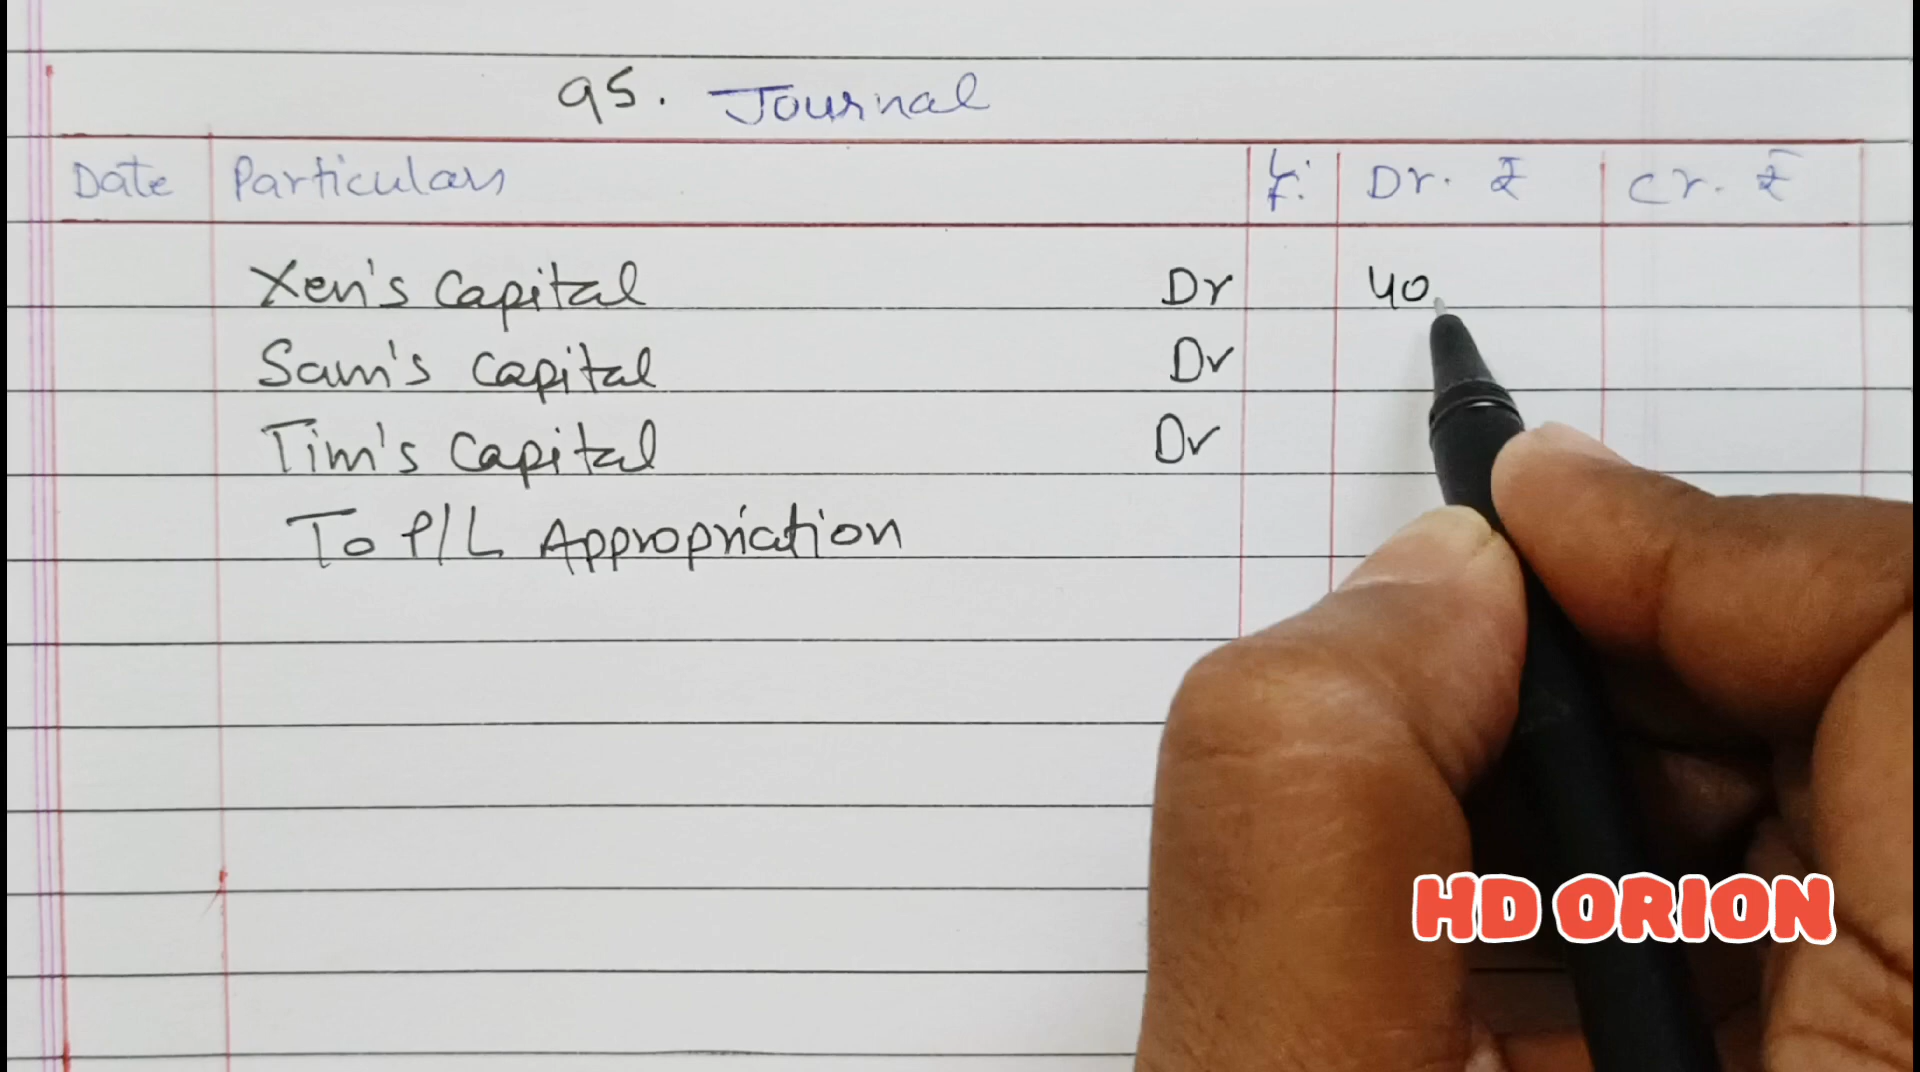 95. Journal
Date Particulars L.F. Dr. ₹ Cr. ₹
Xen's Capital Dr 40,
Sam's Capital Dr
Tim's Capital Dr
To P/L Appropriation
HD ORION